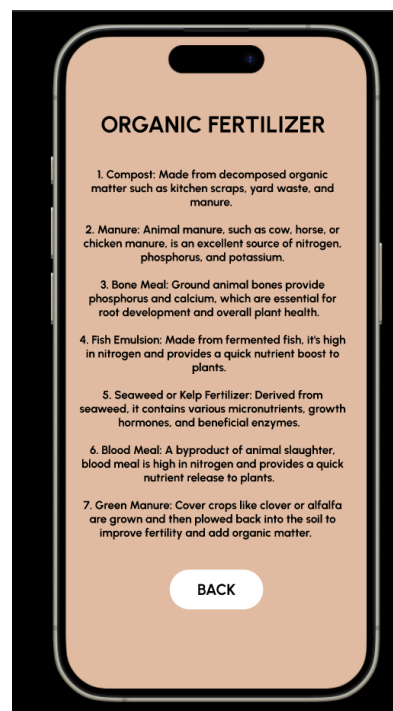 ORGANIC FERTILIZER
1. Compost: Made from decomposed organic
matter such as kitchen scraps, yard waste, and
manure.
2. Manure: Animal manure, such as cow, horse, or
chicken manure, is an excellent source of nitrogen,
phosphorus, and potassium.
3. Bone Meal: Ground animal bones provide
phosphorus and calcium, which are essential for
root development and overall plant health.
4. Fish Emulsion: Made from fermented fish, it's high
in nitrogen and provides a quick nutrient boost to
plants.
5. Seaweed or Kelp Fertilizer: Derived from
seaweed, it contains various micronutrients, growth
hormones, and beneficial enzymes.
6. Blood Meal: A byproduct of animal slaughter,
blood meal is high in nitrogen and provides a quick
nutrient release to plants.
7. Green Manure: Cover crops like clover or alfalfa
are grown and then plowed back into the soil to
improve fertility and add organic matter.
BACK